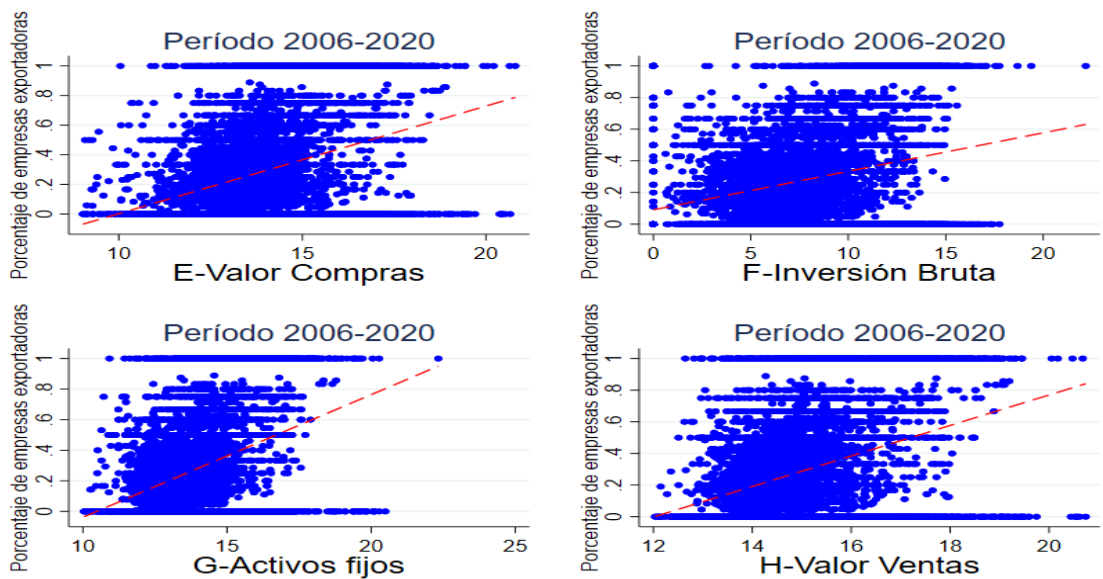 Período 2006-2020
Porcentaje de empresas exportadoras
1
.8
.6
.4
.2
0
10 15 20
E-Valor Compras
Período 2006-2020
Porcentaje de empresas exportadoras
1
.8
.6
.4
.2
0
0 5 10 15 20
F-Inversión Bruta
Período 2006-2020
Porcentaje de empresas exportadoras
1
.8
.6
.4
.2
0
10 15 20 25
G-Activos fijos
Período 2006-2020
Porcentaje de empresas exportadoras
1
.8
.6
.4
.2
0
12 14 16 18 20
H-Valor Ventas